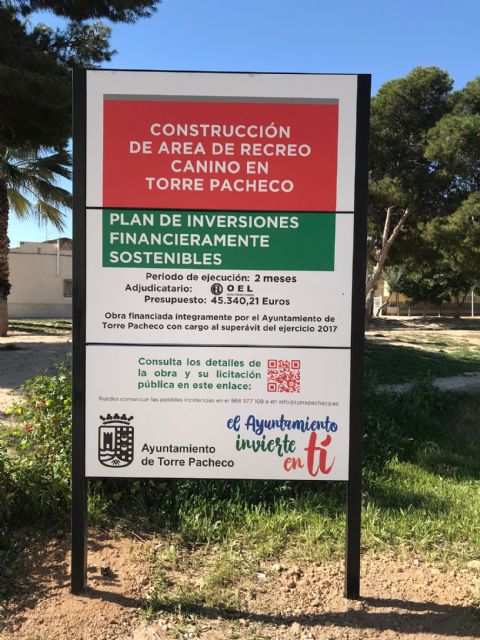 CONSTRUCCIÓN
DE AREA DE RECREO
CANINO EN
TORRE PACHECO
PLAN DE INVERSIONES
FINANCIERAMENTE
SOSTENIBLES
Periodo de ejecución: 2 meses
Adjudicatario: OEL
Presupuesto: 45.340,21 Euros
Obra financiada íntegramente por el Ayuntamiento de
Torre Pacheco con cargo al superávit del ejercicio 2017
Consulta los detalles de
la obra y su licitación
pública en este enlace:
Puedes comunicar las posibles incidencias en el 968 577 108 o en info@torrepacheco.es
Ayuntamiento
de Torre Pacheco
el Ayuntamiento
invierte
en tí